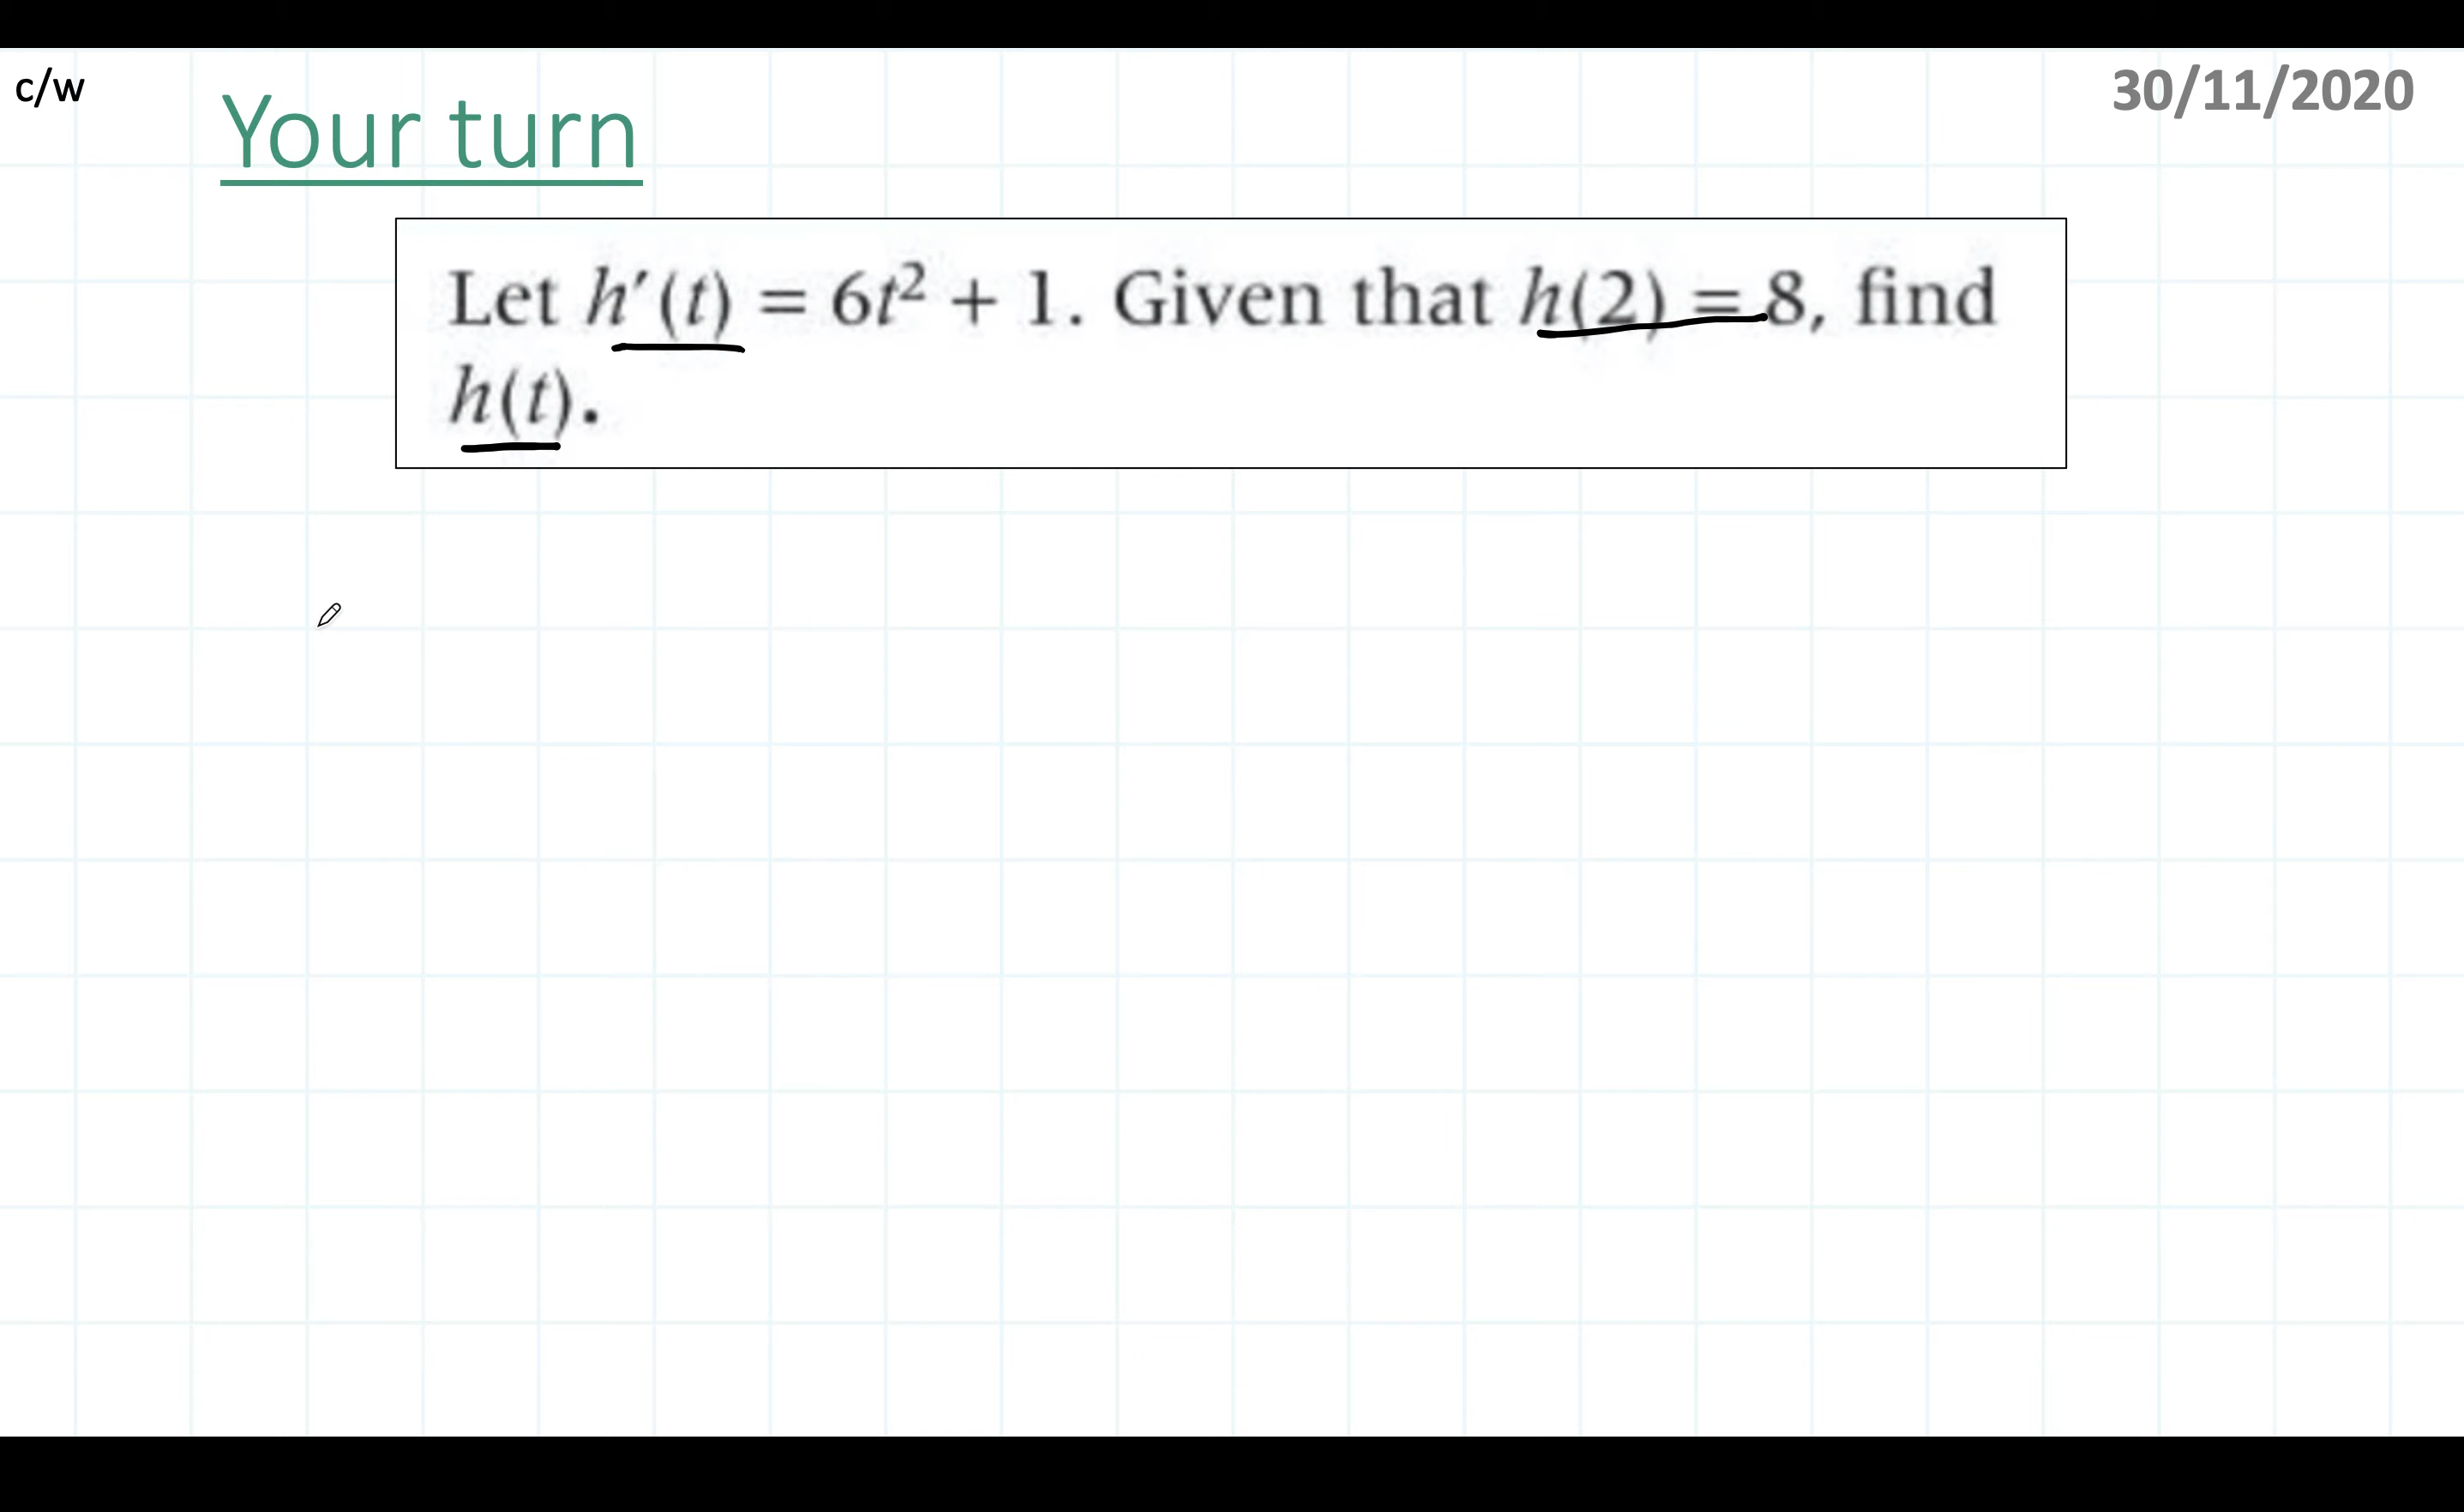 c/w
Your turn
30/11/2020
Let h′(t) = 6t² + 1. Given that h(2) = 8, find
h(t).